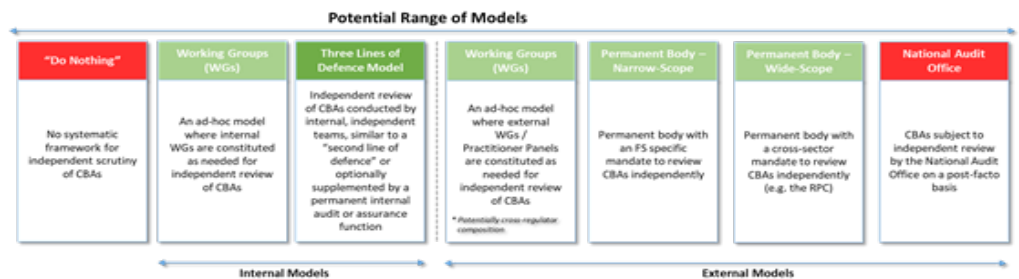 Potential Range of Models
"Do Nothing"
No systematic
framework for
independent scrutiny
of CBAs
Working Groups
(WGs)
An ad-hoc model
where internal
WGs are constituted
as needed for
independent review
of CBAs
Three Lines of
Defence Model
Independent review
of CBAs conducted by
internal, independent
teams, similar to a
"second line of
defence" or
optionally
supplemented by a
permanent internal
audit or assurance
function
Working Groups
(WGs)
An ad-hoc model
where external
WGs /
Practitioner Panels
are constituted as
needed for
independent review
of CBAs
* Potentially cross-regulator
composition
Permanent Body –
Narrow-Scope
Permanent body with
an FS specific
mandate to review
CBAs independently
Permanent Body –
Wide-Scope
Permanent body with
a cross-sector
mandate to review
CBAs independently
(e.g. the RPC)
National Audit
Office
CBAs subject to
independent review
by the National Audit
Office on a post-facto
basis
Internal Models
External Models